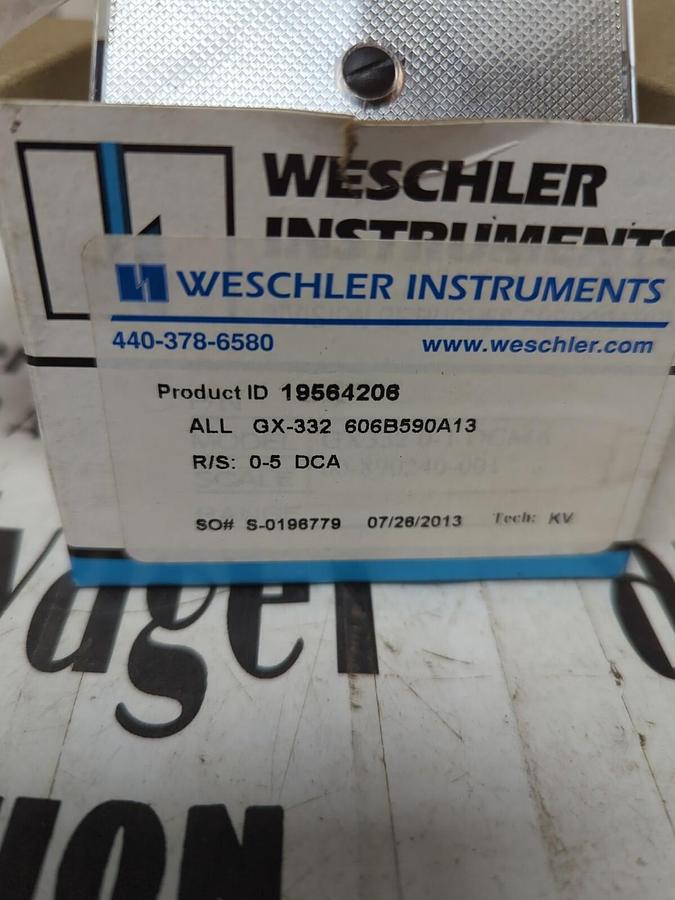 WESCHLER
INSTRUMENTS
WESCHLER INSTRUMENTS
440-378-6580 www.weschler.com
Product ID 19564206
ALL GX-332 606B590A13
R/S: 0-5 DCA
SO# S-0196779 07/26/2013 Tech: KV